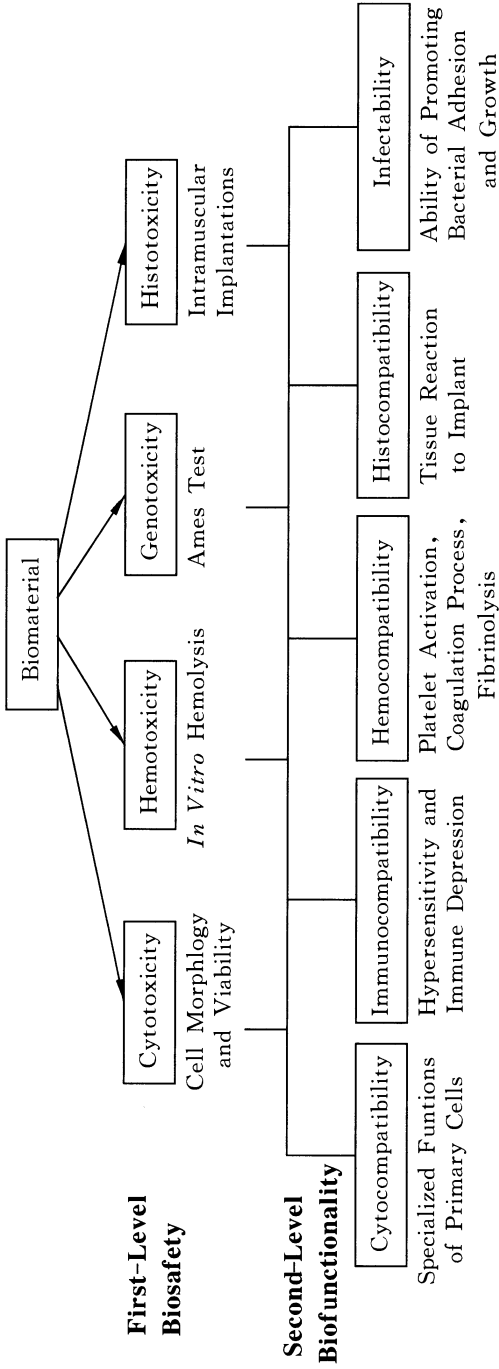 Biomaterial
First-Level
Biosafety
Cytotoxicity
Cell Morphlogy
and Viability
Hemotoxicity
In Vitro Hemolysis
Genotoxicity
Ames Test
Histotoxicity
Intramuscular
Implantations
Second-Level
Biofunctionality
Cytocompatibility
Specialized Funtions
of Primary Cells
Immunocompatibility
Hypersensitivity and
Immune Depression
Hemocompatibility
Platelet Activation,
Coagulation Process,
Fibrinolysis
Histocompatibility
Tissue Reaction
to Implant
Infectability
Ability of Promoting
Bacterial Adhesion
and Growth